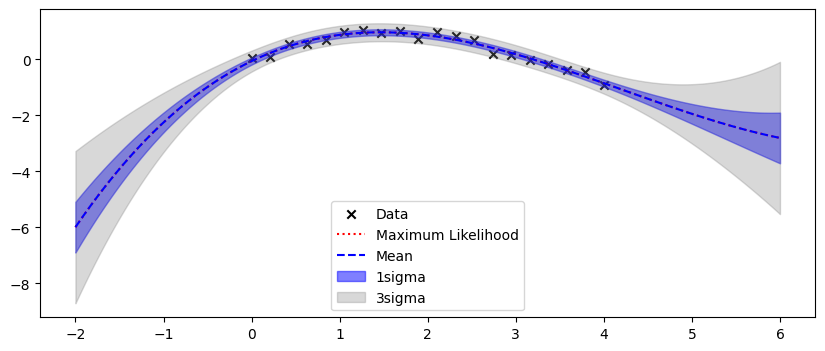 0
−2
−4
−6
−8
Data
Maximum Likelihood
Mean
1sigma
3sigma
−2 −1 0 1 2 3 4 5 6